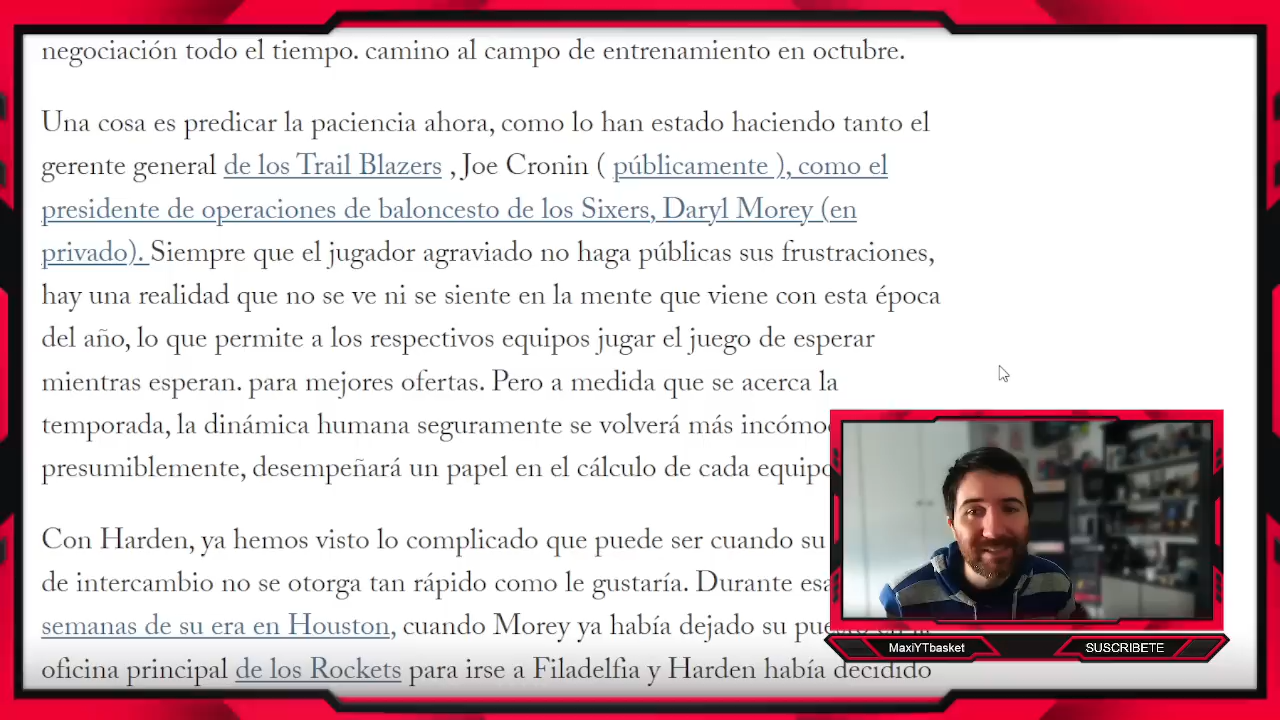 negociación todo el tiempo. camino al campo de entrenamiento en octubre.
Una cosa es predicar la paciencia ahora, como lo han estado haciendo tanto el
gerente general de los Trail Blazers , Joe Cronin ( públicamente ), como el
presidente de operaciones de baloncesto de los Sixers, Daryl Morey (en
privado). Siempre que el jugador agraviado no haga públicas sus frustraciones,
hay una realidad que no se ve ni se siente en la mente que viene con esta época
del año, lo que permite a los respectivos equipos jugar el juego de esperar
mientras esperan. para mejores ofertas. Pero a medida que se acerca la
temporada, la dinámica humana seguramente se volverá más
presumiblemente, desempeñará un papel en el cálculo de cada equipo
Con Harden, ya hemos visto lo complicado que puede ser cuando su
de intercambio no se otorga tan rápido como le gustaría. Durante
semanas de su era en Houston, cuando Morey ya había dejado su
oficina principal de los Rockets para irse a Filadelfia y Harden había decidido
MaxiYTbasket
SUSCRIBETE